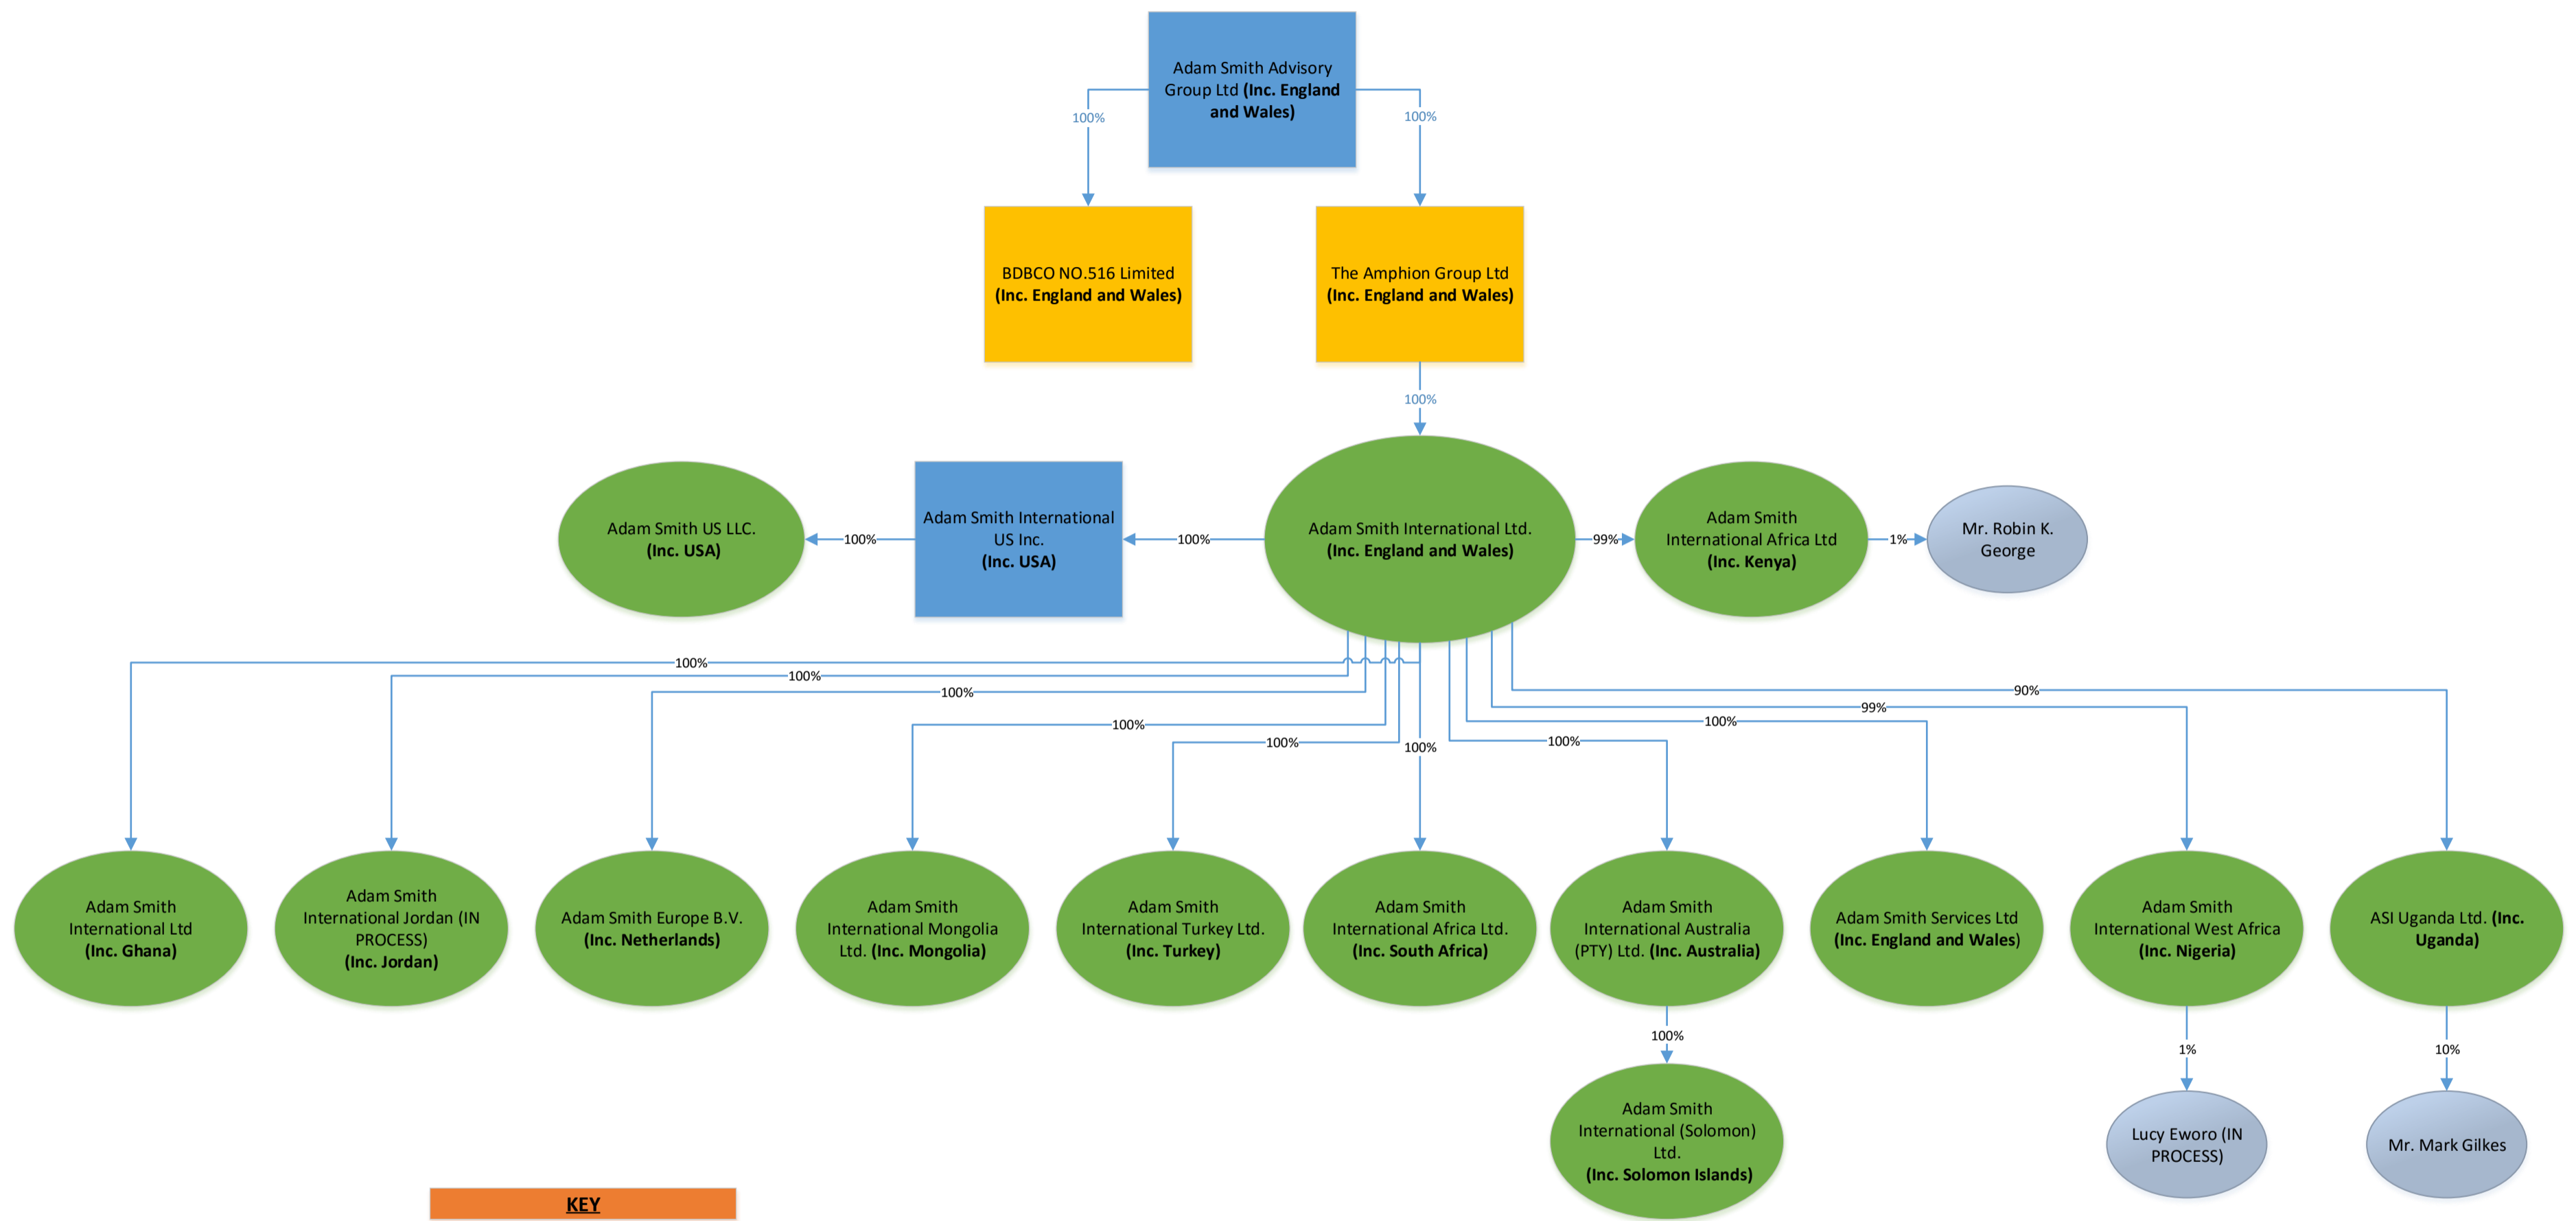 Adam Smith Advisory
Group Ltd (Inc. England
and Wales)
100%
100%
BDBCO NO.516 Limited
(Inc. England and Wales)
The Amphion Group Ltd
(Inc. England and Wales)
100%
Adam Smith US LLC.
(Inc. USA)
100%
Adam Smith International
US Inc.
(Inc. USA)
100%
Adam Smith International Ltd.
(Inc. England and Wales)
99%
Adam Smith
International Africa Ltd
(Inc. Kenya)
1%
Mr. Robin K.
George
100%
100%
100%
100%
100%
100%
100%
100%
99%
90%
Adam Smith
International Ltd
(Inc. Ghana)
Adam Smith
International Jordan (IN
PROCESS)
(Inc. Jordan)
Adam Smith Europe B.V.
(Inc. Netherlands)
Adam Smith
International Mongolia
Ltd. (Inc. Mongolia)
Adam Smith
International Turkey Ltd.
(Inc. Turkey)
Adam Smith
International Africa Ltd.
(Inc. South Africa)
Adam Smith
International Australia
(PTY) Ltd. (Inc. Australia)
Adam Smith Services Ltd
(Inc. England and Wales)
Adam Smith
International West Africa
(Inc. Nigeria)
ASI Uganda Ltd. (Inc.
Uganda)
100%
1%
10%
Adam Smith
International (Solomon)
Ltd.
(Inc. Solomon Islands)
Lucy Eworo (IN
PROCESS)
Mr. Mark Gilkes
KEY